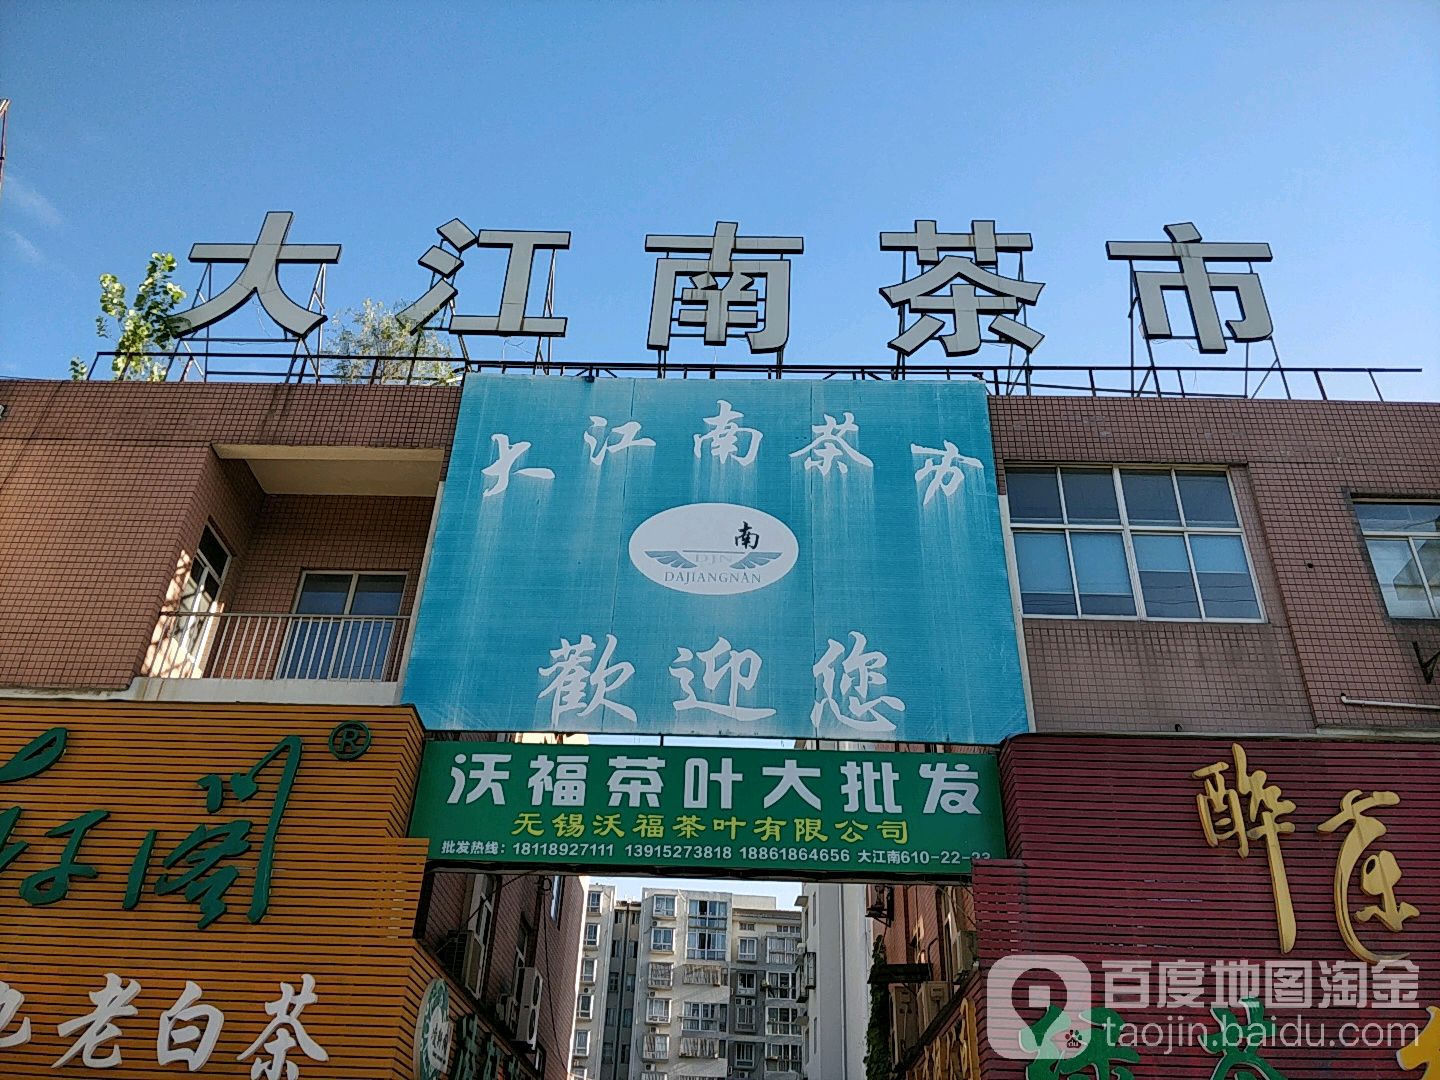 大江南茶市
大江南茶市
南
DJN
DAJIANGNAN
歡迎您
沃福茶叶大批发
无锡沃福茶叶有限公司
批发热线：18118927111 13915273818 18861864656 大江南610-22-23
阁®
老白茶
醉
百度地图淘金
taojin.baidu.com